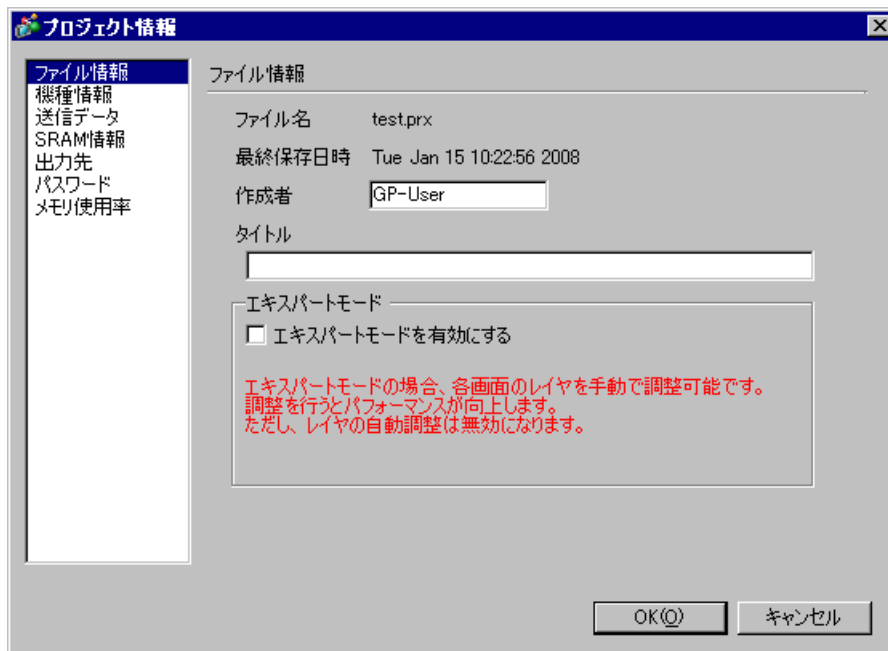 プロジェクト情報
ファイル情報
機種情報
送信データ
SRAM情報
出力先
パスワード
メモリ使用率
ファイル情報
ファイル名 test.prx
最終保存日時 Tue Jan 15 10:22:56 2008
作成者 GP-User
タイトル
エキスパートモード
エキスパートモードを有効にする
エキスパートモードの場合、各画面のレイヤを手動で調整可能です。
調整を行うとパフォーマンスが向上します。
ただし、レイヤの自動調整は無効になります。
OK(O) キャンセル